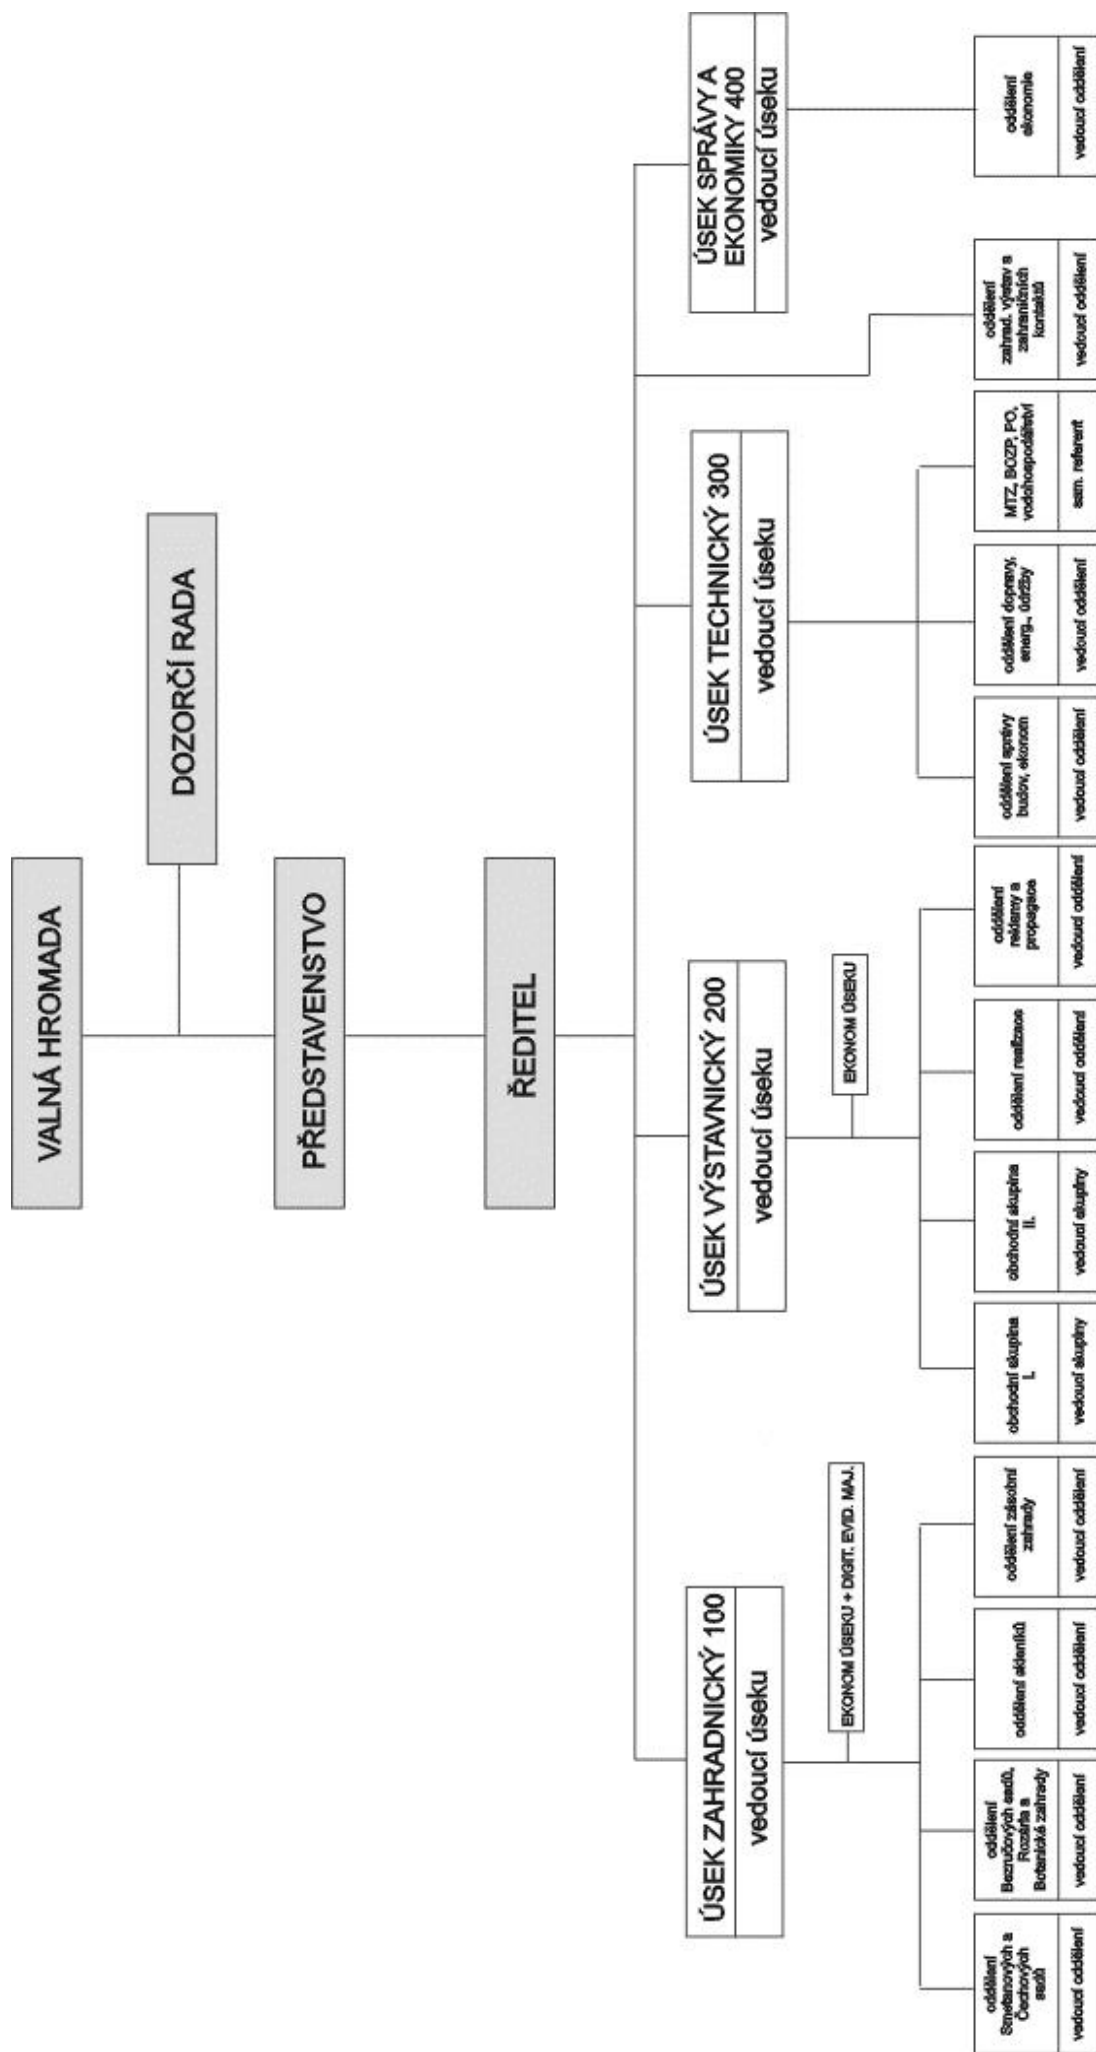 VALNÁ HROMADA
DOZORČÍ RADA
PŘEDSTAVENSTVO
ŘEDITEL
ÚSEK ZAHRADNICKÝ 100
vedoucí úseku
ÚSEK VÝSTAVNICKÝ 200
vedoucí úseku
ÚSEK TECHNICKÝ 300
vedoucí úseku
ÚSEK SPRÁVY A
EKONOMIKY 400
vedoucí úseku
EKONOM ÚSEKU + DIGIT. EVID. MAJ.
EKONOM ÚSEKU
oddělení
Smetanových a
Čechových
sadů
vedoucí oddělení
oddělení
Bezručových sadů,
Rozária a
Botanické zahrady
vedoucí oddělení
oddělení skleníků
vedoucí oddělení
oddělení zásobní
zahrady
vedoucí oddělení
obchodní skupina
I.
vedoucí skupiny
obchodní skupina
II.
vedoucí skupiny
oddělení realizace
vedoucí oddělení
oddělení
reklamy a
propagace
vedoucí oddělení
oddělení správy
budov, ekonom
vedoucí oddělení
oddělení dopravy,
energ., údržby
vedoucí oddělení
MTZ, BOZP, PO,
vodohospodářství
sam. referent
oddělení
zahrad. výstav a
zahraničních
kontaktů
vedoucí oddělení
oddělení
ekonomie
vedoucí oddělení